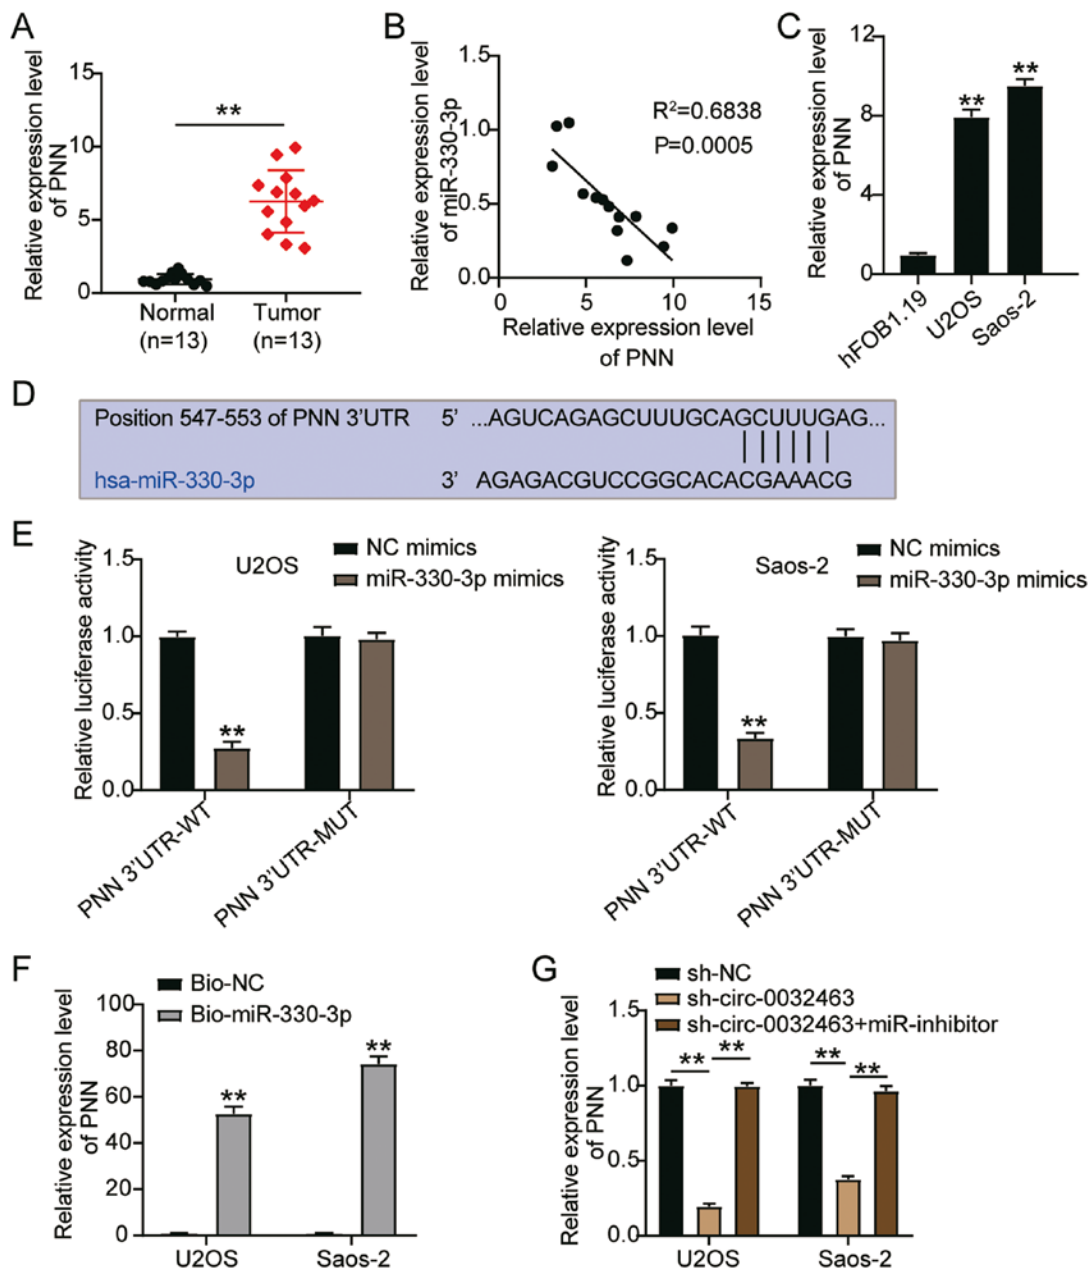 A
Relative expression level
of PNN
15
10
5
0
**
Normal
(n=13)
Tumor
(n=13)
B
Relative expression level
of miR-330-3p
1.5
1.0
0.5
0.0
R²=0.6838
P=0.0005
0
5
10
15
Relative expression level
of PNN
C
Relative expression level
of PNN
12
8
4
0
**
**
hFOB1.19
U2OS
Saos-2
D
Position 547-553 of PNN 3'UTR 5' ...AGUCAGAGCUUUGCAGCUUUGAG...
hsa-miR-330-3p 3' AGAGACGUCCGGCACACGAAACG
E
Relative luciferase activity
1.5
1.0
0.5
0.0
U2OS
NC mimics
miR-330-3p mimics
**
PNN 3'UTR-WT
PNN 3'UTR-MUT
Relative luciferase activity
1.5
1.0
0.5
0.0
Saos-2
NC mimics
miR-330-3p mimics
**
PNN 3'UTR-WT
PNN 3'UTR-MUT
F
Relative expression level
of PNN
Bio-NC
Bio-miR-330-3p
100
80
60
40
20
0
**
**
U2OS
Saos-2
G
Relative expression level
of PNN
sh-NC
sh-circ-0032463
sh-circ-0032463+miR-inhibitor
1.5
1.0
0.5
0.0
**
**
**
**
U2OS
Saos-2